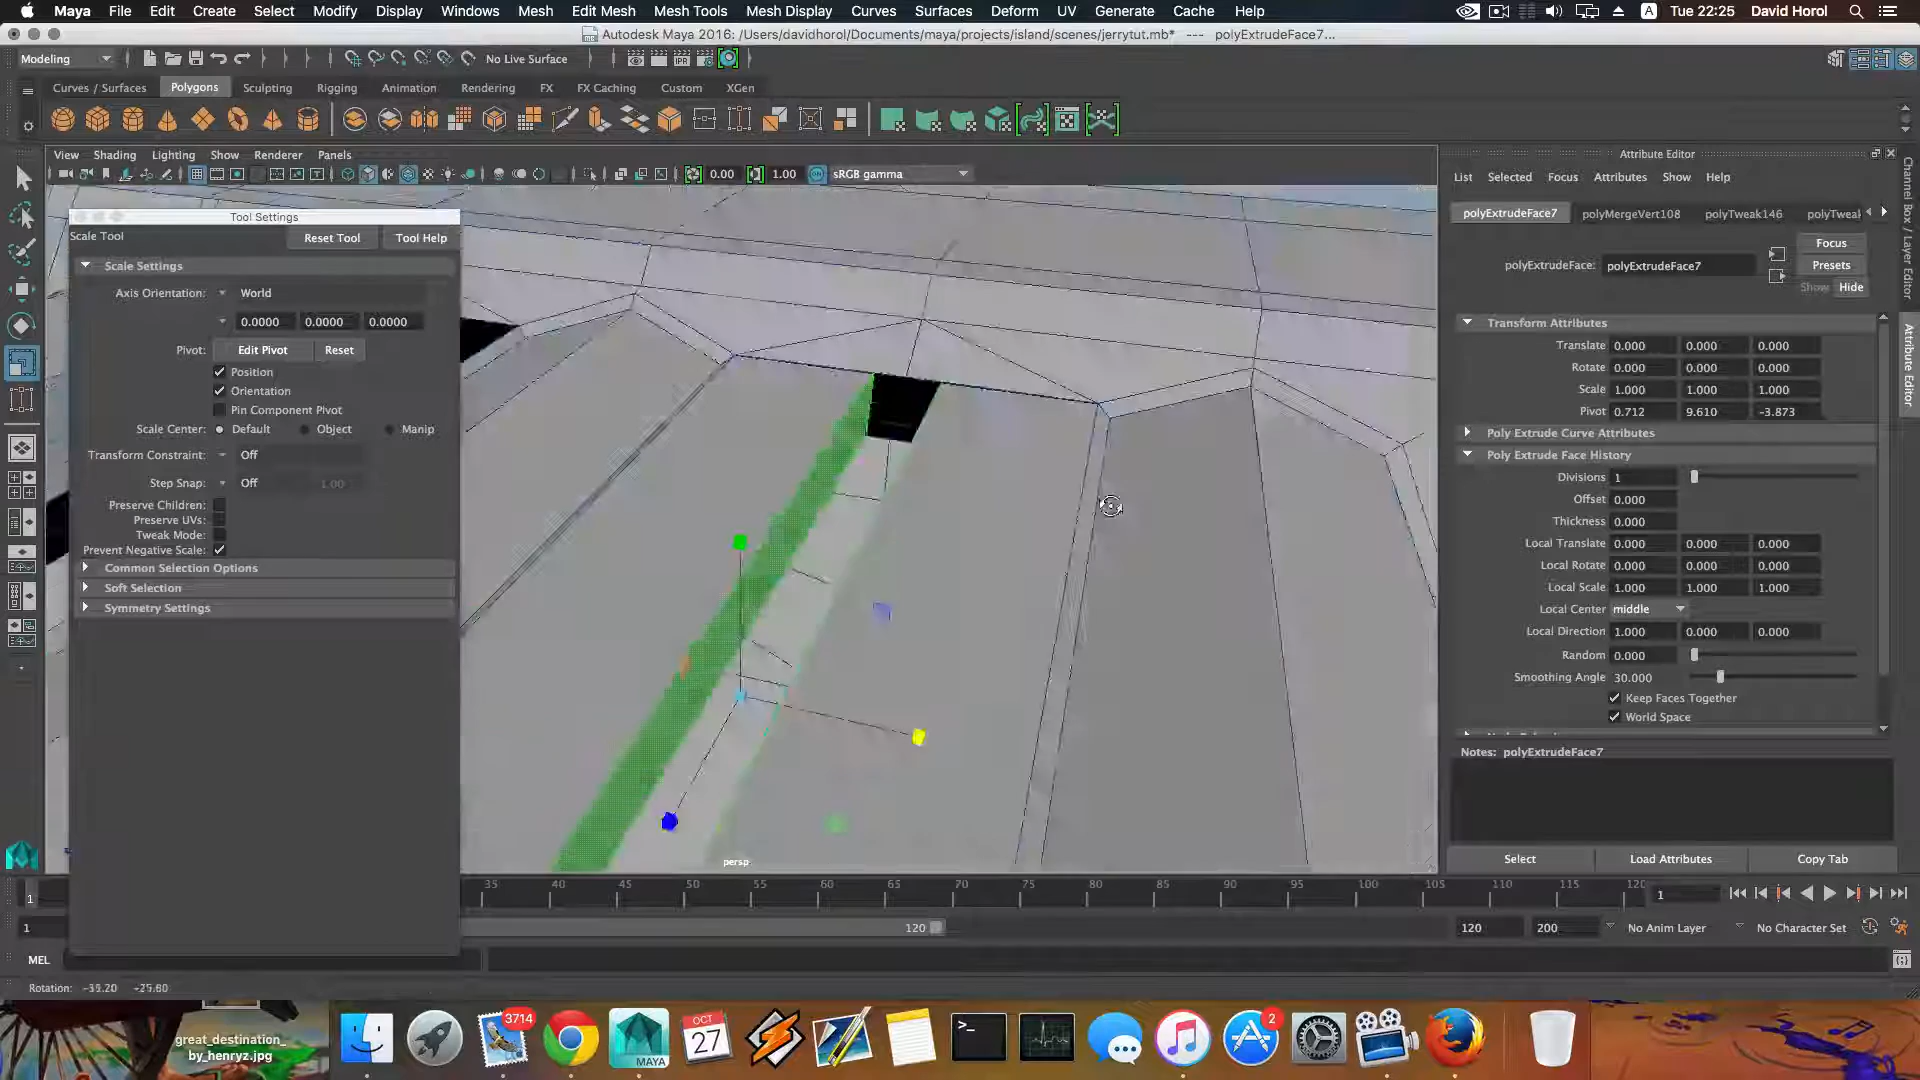 Maya File Edit Create Select Modify Display Windows Mesh Edit Mesh Mesh Tools Mesh Display Curves Surfaces Deform UV Generate Cache Help A Tue 22:25 David Horol
Autodesk Maya 2016: /Users/davidhorol/Documents/maya/projects/island/scenes/jerrytut.mb* --- polyExtrudeFace7...
Modeling No Live Surface IPR
Curves / Surfaces Polygons Sculpting Rigging Animation Rendering FX FX Caching Custom XGen
View Shading Lighting Show Renderer Panels
0.00 1.00 sRGB gamma
Tool Settings
Scale Tool Reset Tool Tool Help
Scale Settings
Axis Orientation: World
0.0000 0.0000 0.0000
Pivot: Edit Pivot Reset
Position
Orientation
Pin Component Pivot
Scale Center: Default Object Manip
Transform Constraint: Off
Step Snap: Off 1.00
Preserve Children:
Preserve UVs:
Tweak Mode:
Prevent Negative Scale:
Common Selection Options
Soft Selection
Symmetry Settings
persp
Attribute Editor
List Selected Focus Attributes Show Help
polyExtrudeFace7 polyMergeVert108 polyTweak146 polyTweal
Focus
polyExtrudeFace: polyExtrudeFace7 Presets
Show Hide
Transform Attributes
Translate 0.000 0.000 0.000
Rotate 0.000 0.000 0.000
Scale 1.000 1.000 1.000
Pivot 0.712 9.610 -3.873
Poly Extrude Curve Attributes
Poly Extrude Face History
Divisions 1
Offset 0.000
Thickness 0.000
Local Translate 0.000 0.000 0.000
Local Rotate 0.000 0.000 0.000
Local Scale 1.000 1.000 1.000
Local Center middle
Local Direction 1.000 0.000 0.000
Random 0.000
Smoothing Angle 30.000
Keep Faces Together
World Space
Notes: polyExtrudeFace7
Select Load Attributes Copy Tab
Channel Box / Layer Editor
Attribute Editor
1 35 40 45 50 55 60 65 70 75 80 85 90 95 100 105 110 115 120 1
1 120 120 200 No Anim Layer No Character Set
MEL
Rotation: -35.20 -25.80
great_destination_
by_henryz.jpg
3714 MAYA OCT 27 >_ 2